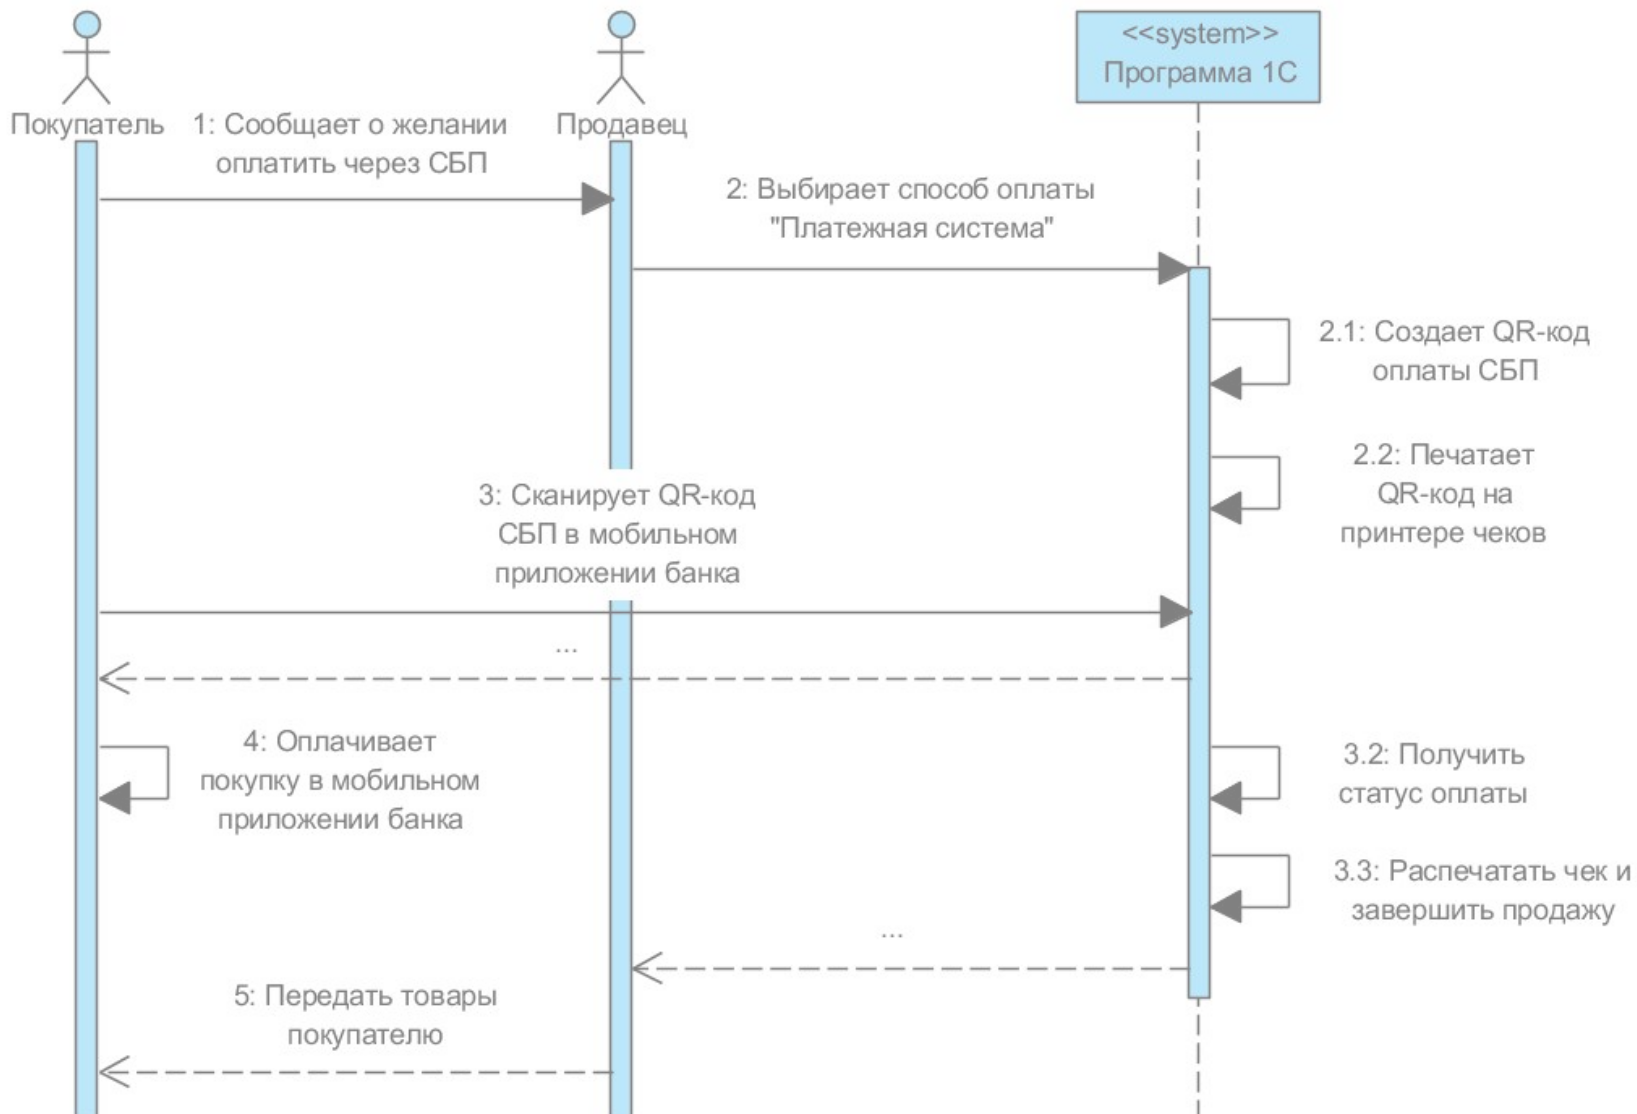 <<system>>
Программа 1С
Покупатель
1: Сообщает о желании
оплатить через СБП
Продавец
2: Выбирает способ оплаты
"Платежная система"
2.1: Создает QR-код
оплаты СБП
2.2: Печатает
QR-код на
принтере чеков
3: Сканирует QR-код
СБП в мобильном
приложении банка
...
4: Оплачивает
покупку в мобильном
приложении банка
3.2: Получить
статус оплаты
3.3: Распечатать чек и
завершить продажу
...
5: Передать товары
покупателю